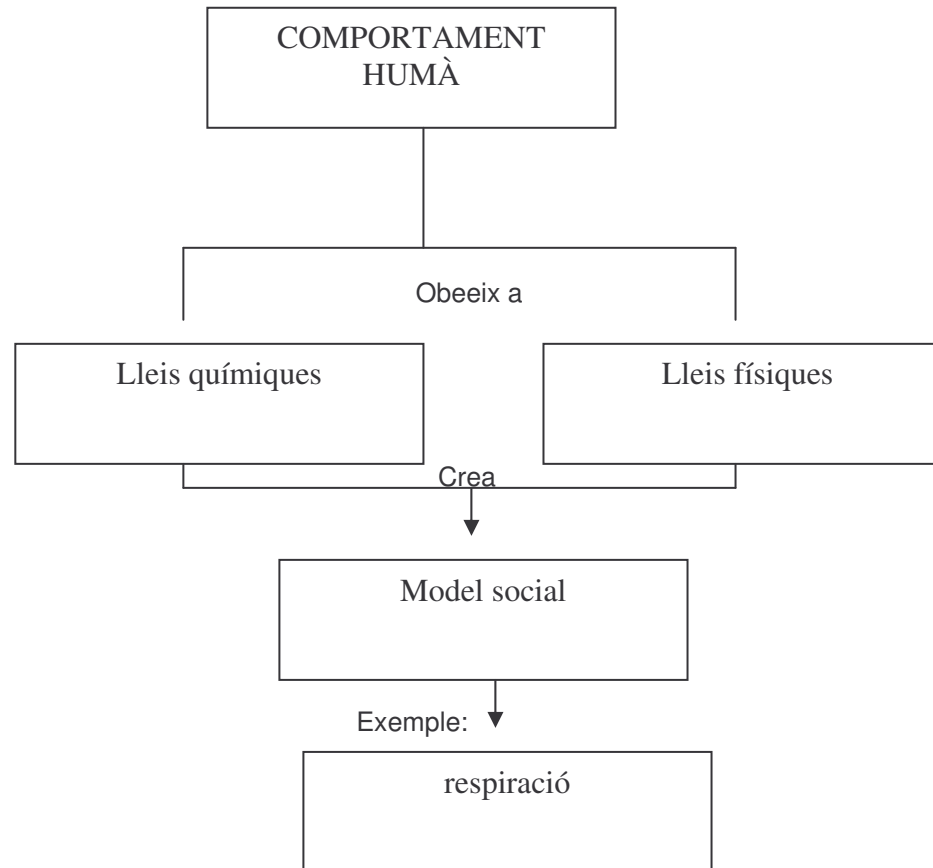 COMPORTAMENT
HUMÀ
Obeeix a
Lleis químiques
Lleis físiques
Crea
Model social
Exemple:
respiració